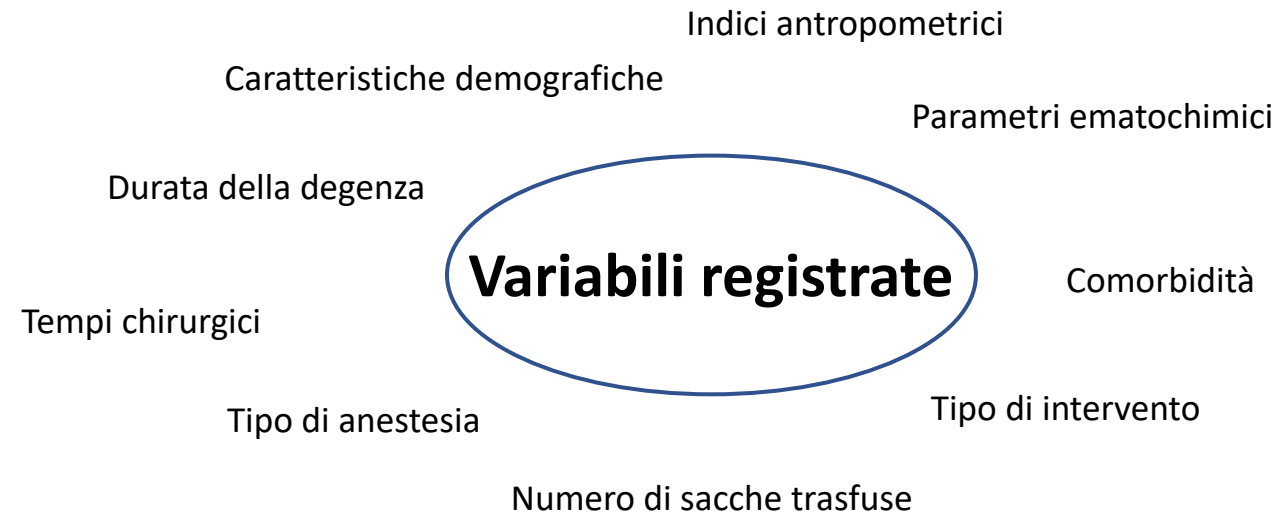 Indici antropometrici
Caratteristiche demografiche
Parametri ematochimici
Durata della degenza
Variabili registrate
Comorbidità
Tempi chirurgici
Tipo di anestesia
Tipo di intervento
Numero di sacche trasfuse